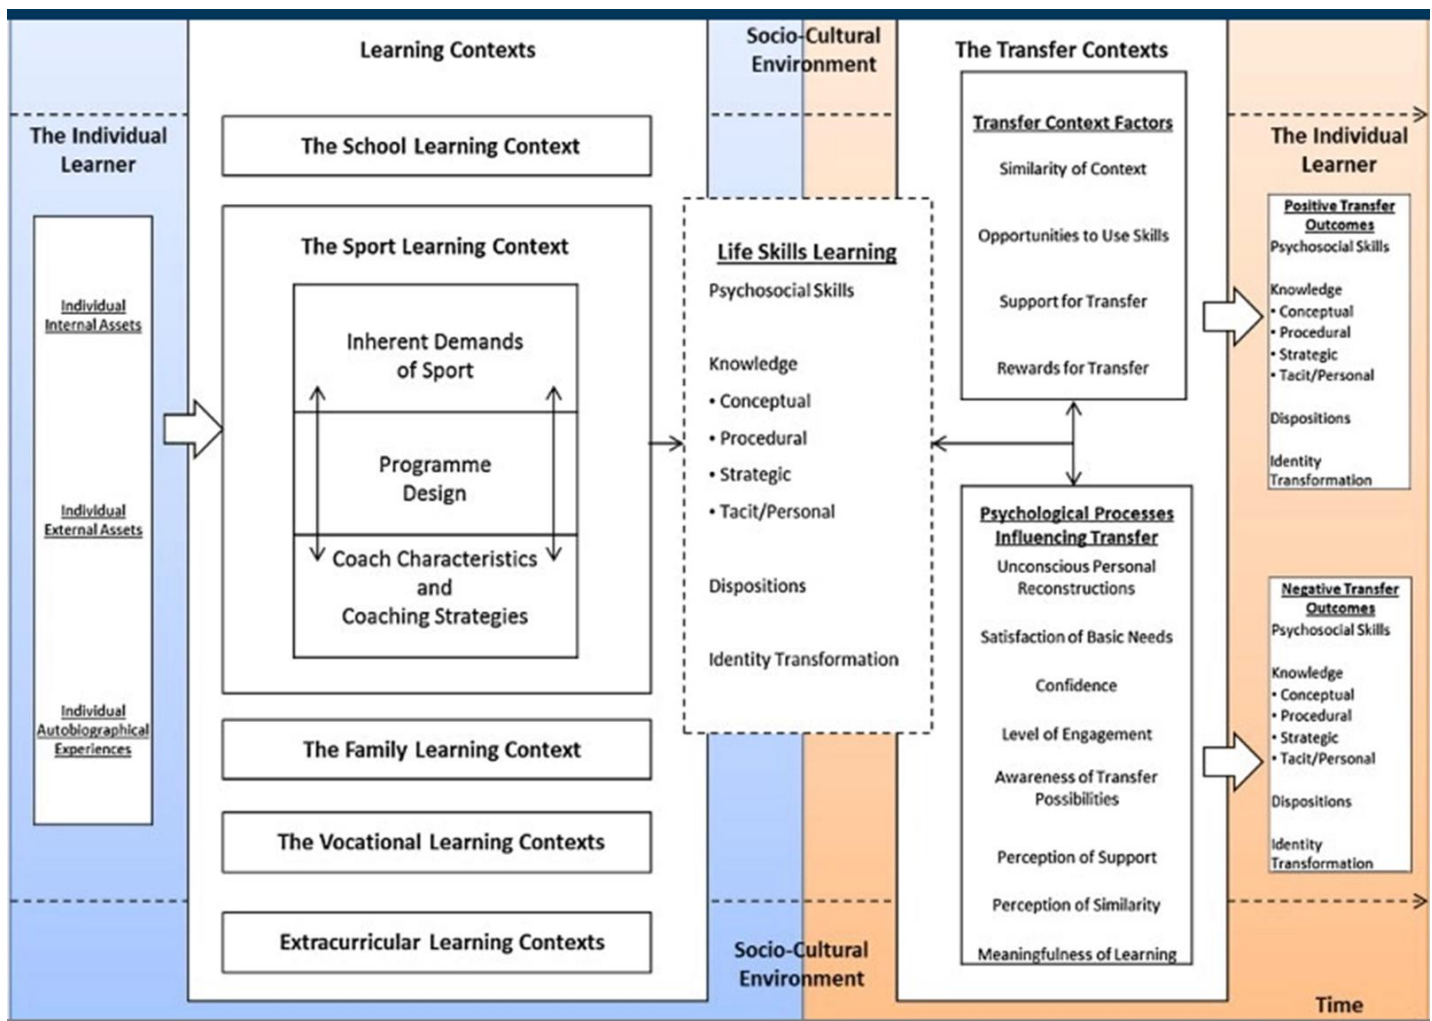 Learning Contexts
Socio-Cultural
Environment
The Transfer Contexts
The Individual
Learner
Individual
Internal Assets
Individual
External Assets
Individual
Autobiographical
Experiences
The School Learning Context
The Sport Learning Context
Inherent Demands
of Sport
Programme
Design
Coach Characteristics
and
Coaching Strategies
The Family Learning Context
The Vocational Learning Contexts
Extracurricular Learning Contexts
Life Skills Learning
Psychosocial Skills
Knowledge
• Conceptual
• Procedural
• Strategic
• Tacit/Personal
Dispositions
Identity Transformation
Socio-Cultural
Environment
Transfer Context Factors
Similarity of Context
Opportunities to Use Skills
Support for Transfer
Rewards for Transfer
Psychological Processes
Influencing Transfer
Unconscious Personal
Reconstructions
Satisfaction of Basic Needs
Confidence
Level of Engagement
Awareness of Transfer
Possibilities
Perception of Support
Perception of Similarity
Meaningfulness of Learning
The Individual
Learner
Positive Transfer
Outcomes
Psychosocial Skills
Knowledge
• Conceptual
• Procedural
• Strategic
• Tacit/Personal
Dispositions
Identity
Transformation
Negative Transfer
Outcomes
Psychosocial Skills
Knowledge
• Conceptual
• Procedural
• Strategic
• Tacit/Personal
Dispositions
Identity
Transformation
Time